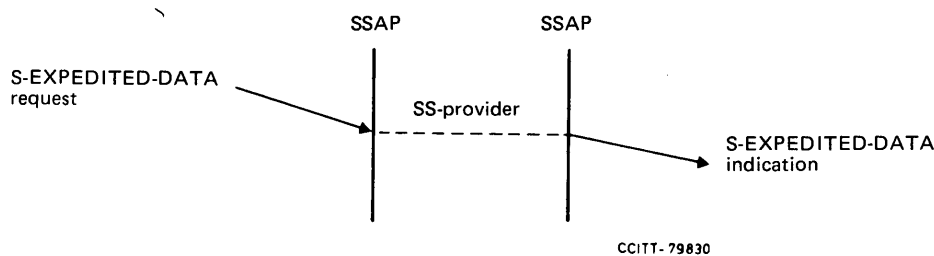 SSAP
SSAP
S-EXPEDITED-DATA
request
SS-provider
S-EXPEDITED-DATA
indication
CCITT-79830